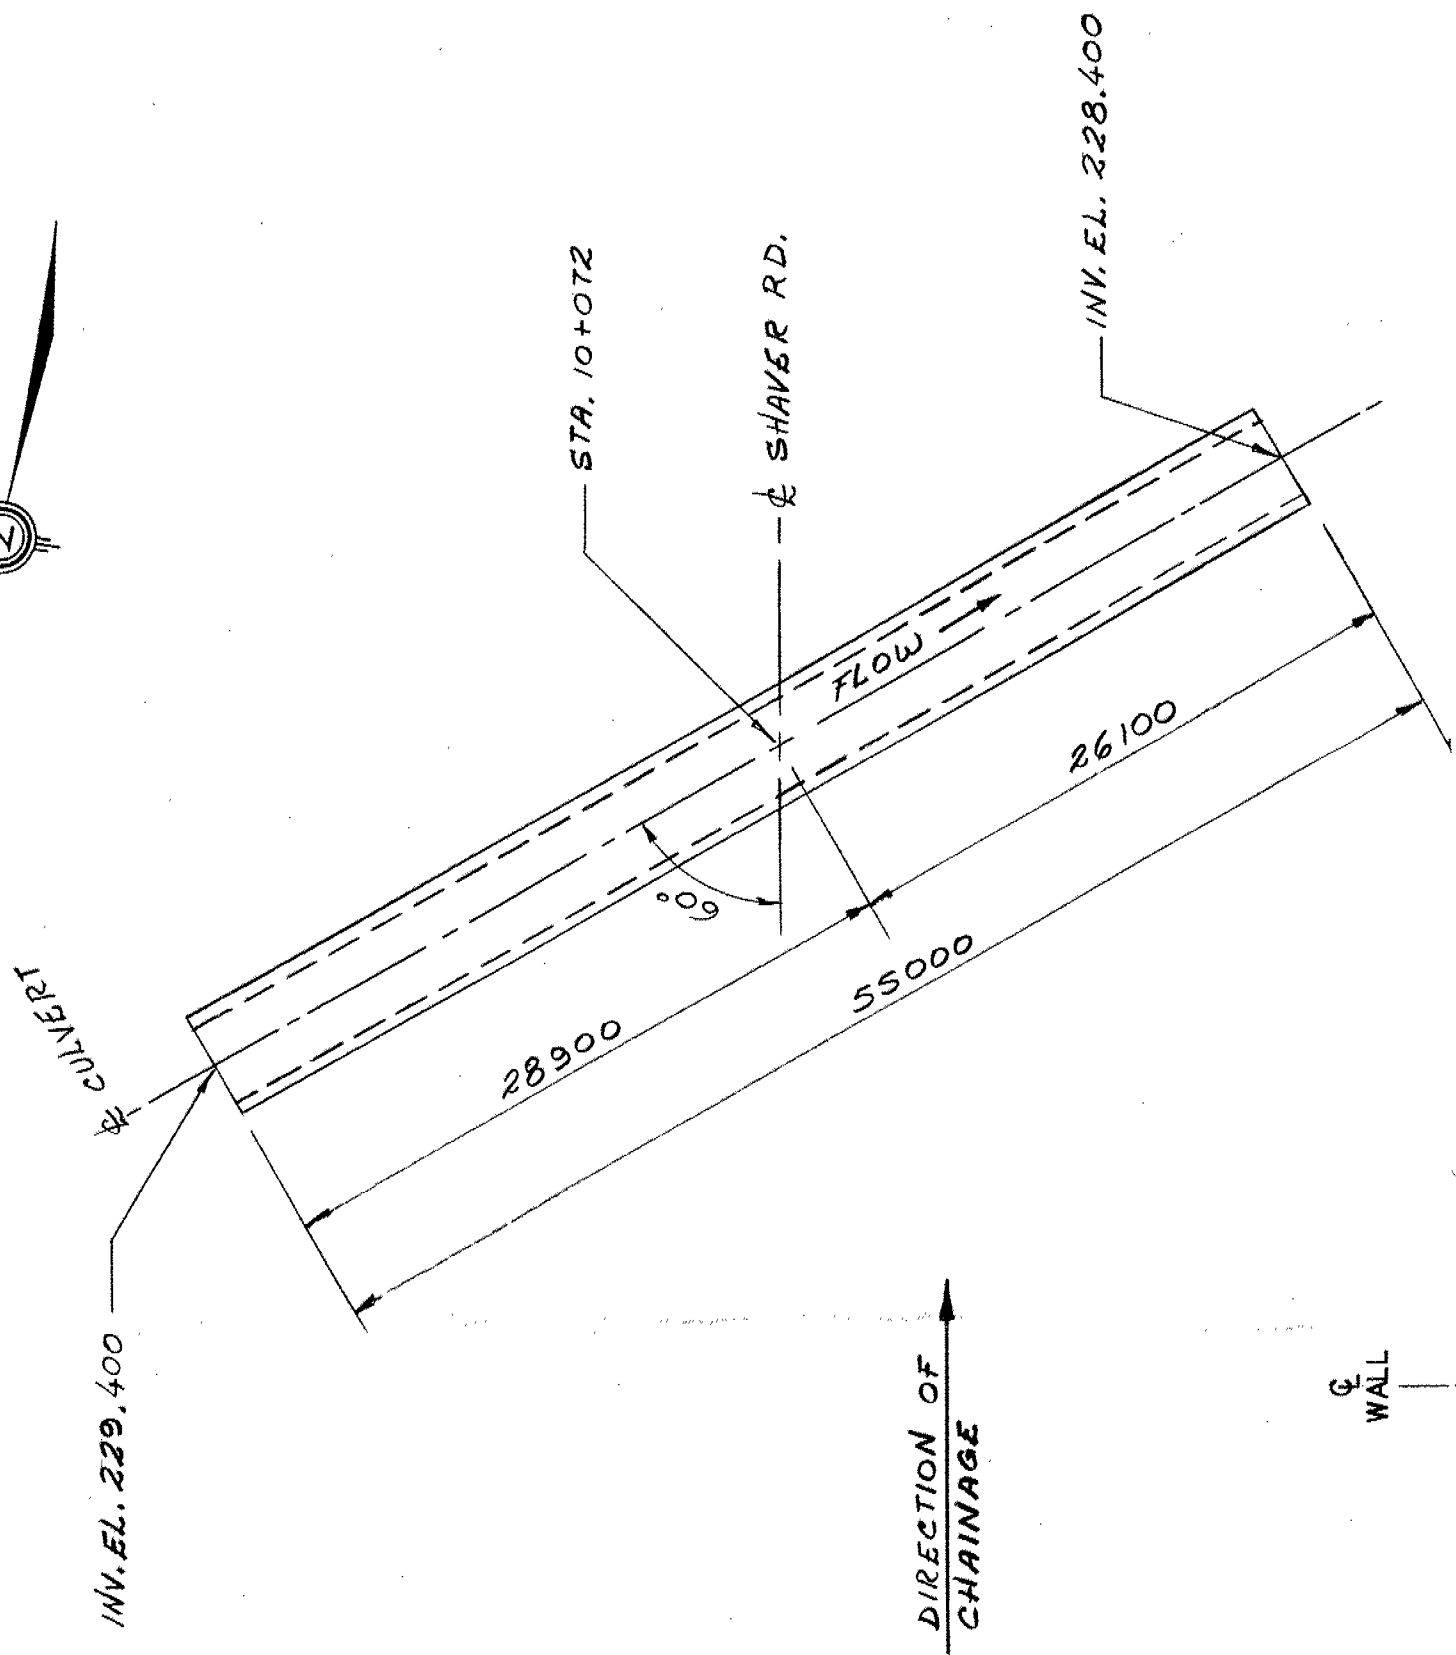 ℄ CULVERT
INV. EL. 229.400
STA. 10+072
℄ SHAVER RD.
INV. EL. 228.400
60°
FLOW
28900
26100
55000
DIRECTION OF
CHAINAGE
℄
WALL